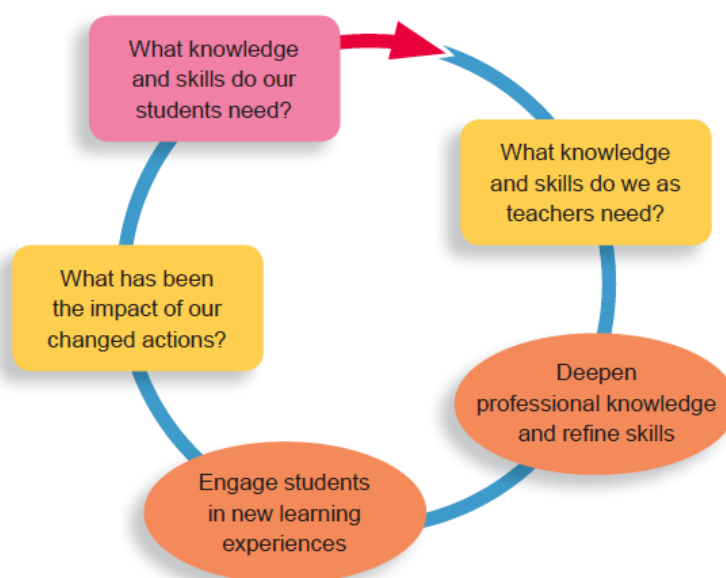 What knowledge
and skills do our
students need?
What knowledge
and skills do we as
teachers need?
Deepen
professional knowledge
and refine skills
Engage students
in new learning
experiences
What has been
the impact of our
changed actions?